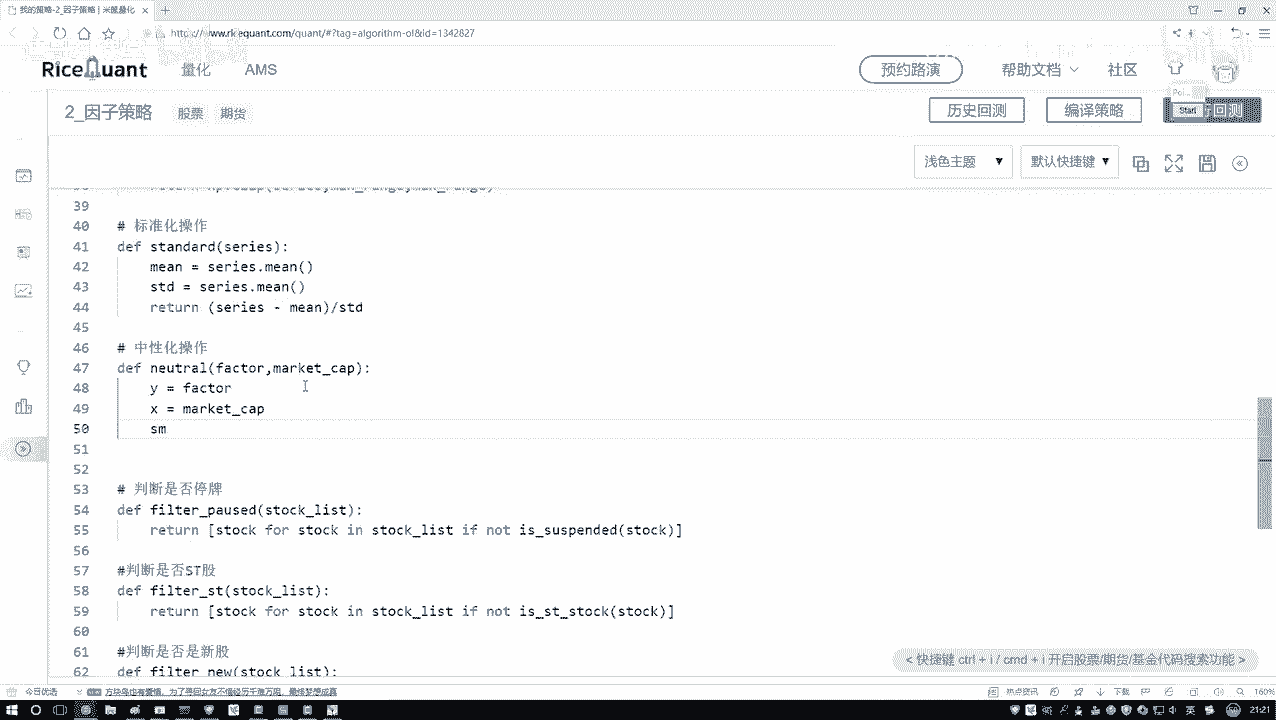 我的策略-2_因子策略 | 米筐量化
https://www.ricequant.com/quant/#?tag=algorithm-ol&id=1342827
RiceQuant 量化 AMS 预约路演 帮助文档 社区
2_因子策略 股票 期货 历史回测 编译策略 回测
Start
浅色主题 默认快捷键
39
40 # 标准化操作
41 def standard(series):
42 mean = series.mean()
43 std = series.mean()
44 return (series - mean)/std
45
46 # 中性化操作
47 def neutral(factor,market_cap):
48 y = factor
49 x = market_cap
50 sm
51
52
53 # 判断是否停牌
54 def filter_paused(stock_list):
55 return [stock for stock in stock_list if not is_suspended(stock)]
56
57 #判断是否ST股
58 def filter_st(stock_list):
59 return [stock for stock in stock_list if not is_st_stock(stock)]
60
61 #判断是否是新股
62 def filter_new(stock_list):
<快捷键 ctrl + i / cmd + i 开启股票/期货/基金代码搜索功能>
今日优选 热点资讯 下载 160%
英 21:21